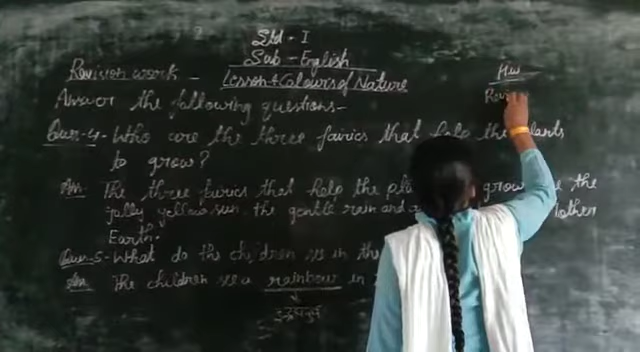 Std - I
Sub - English
Revision work -
Lesson 4 Colours of Nature
Answer the following questions -
Ques-4- Who are the three fairies that help the plants
to grow?
Ans. The three fairies that help the grow the
jolly yellow sun, the gentle rain and
Earth.
Ques-5- What do the children see in the
Ans The children see a rainbow in
इन्द्रधनुष
HW